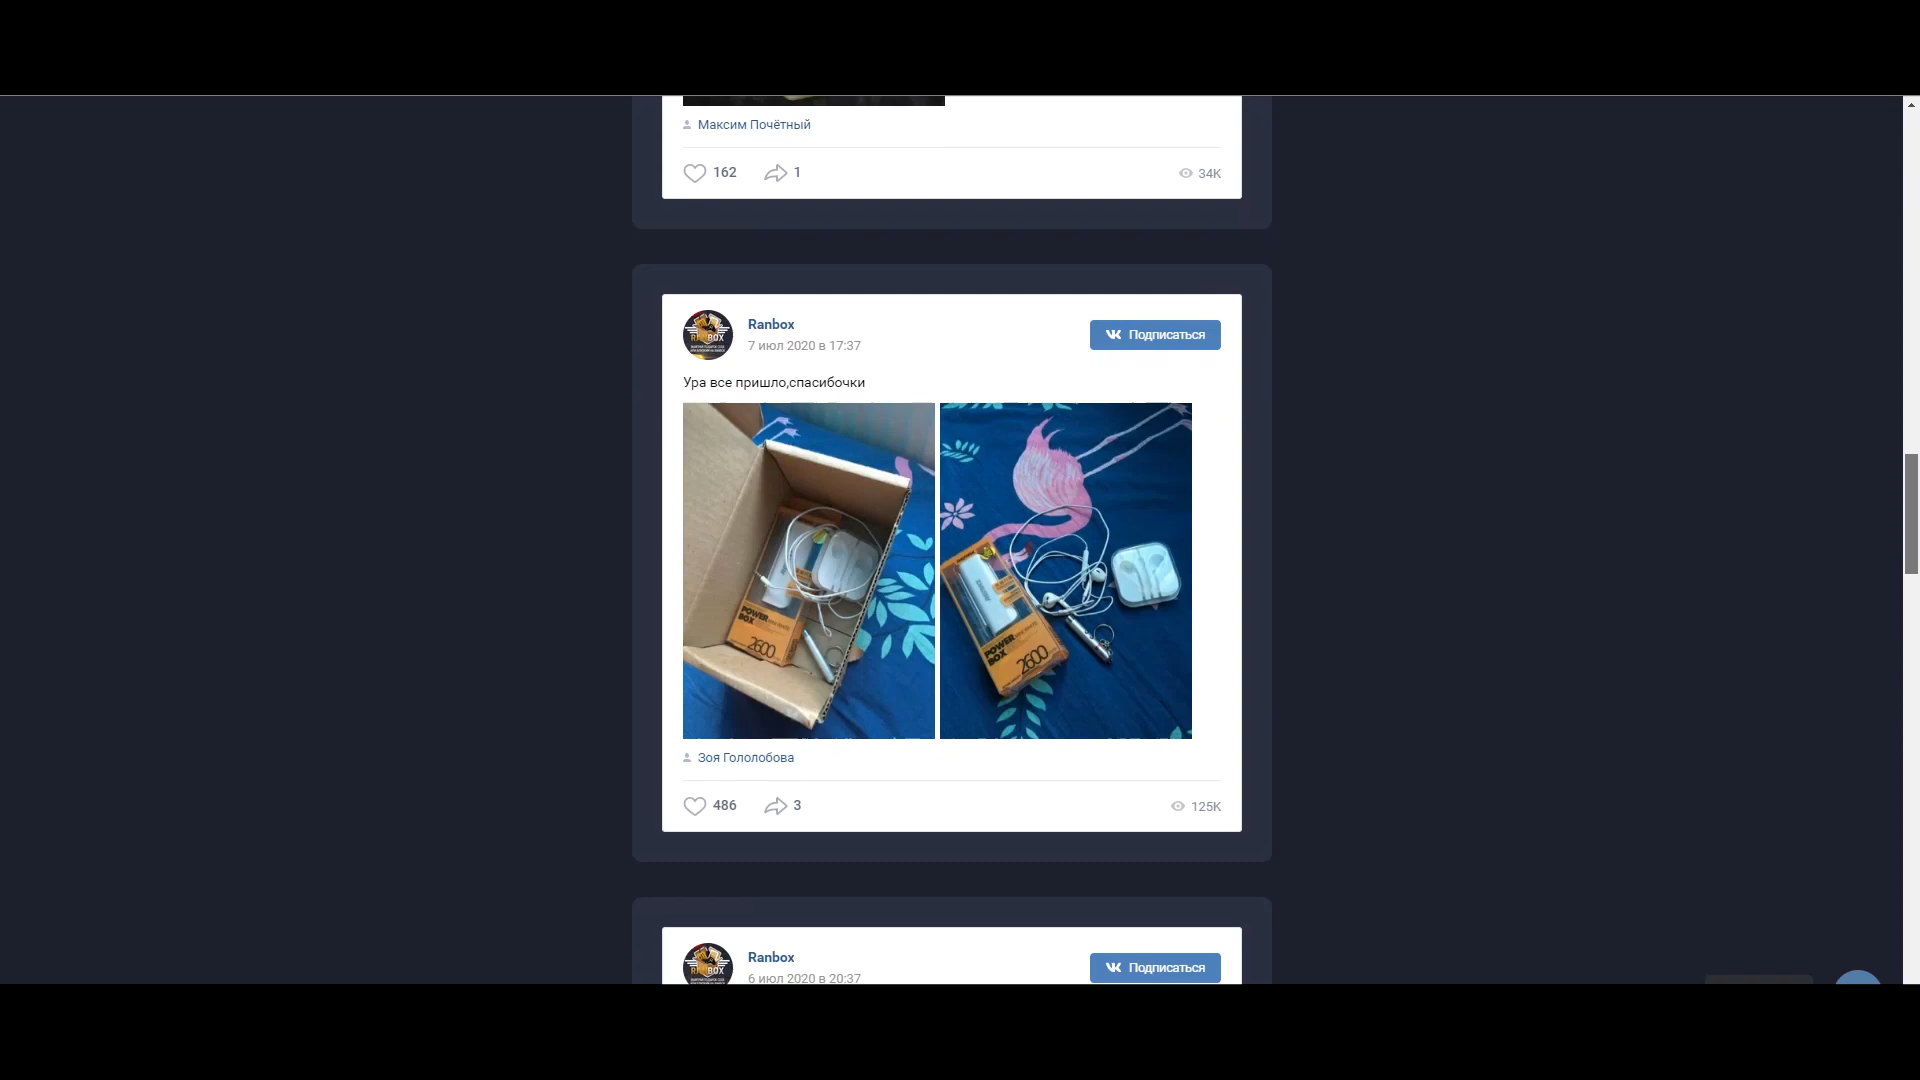 Максим Почётный
162
1
34K
Ranbox
7 июл 2020 в 17:37
Подписаться
Ура все пришло,спасибочки
POWER
BOX
2600
POWER
BOX
2600
Зоя Гололобова
486
3
125K
Ranbox
6 июл 2020 в 20:37
Подписаться